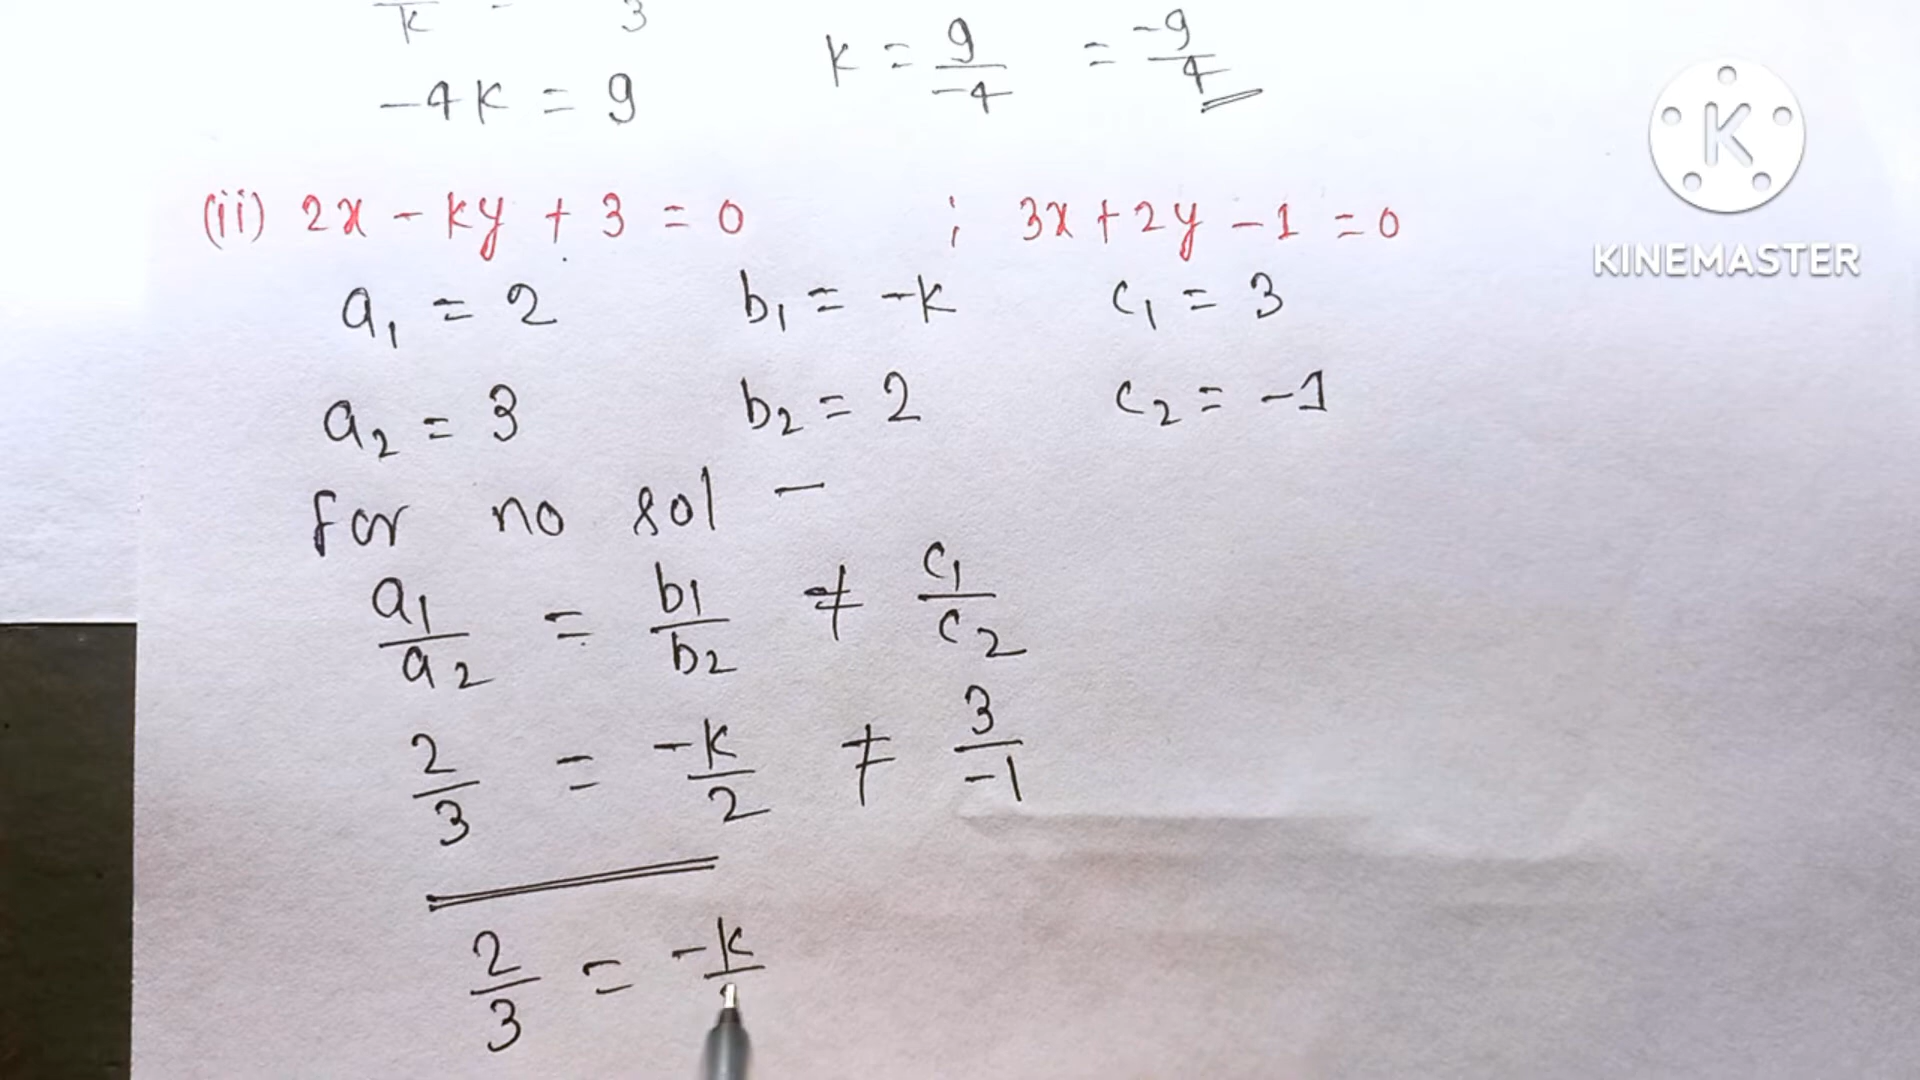 k 3
k = 9/-4 = -9/4
-4k = 9
K
KINEMASTER
(ii) 2x - ky + 3 = 0 ; 3x + 2y - 1 = 0
a₁ = 2 b₁ = -k c₁ = 3
a₂ = 3 b₂ = 2 c₂ = -1
for no sol -
a₁/a₂ = b₁/b₂ ≠ c₁/c₂
2/3 = -k/2 ≠ 3/-1
2/3 = -k